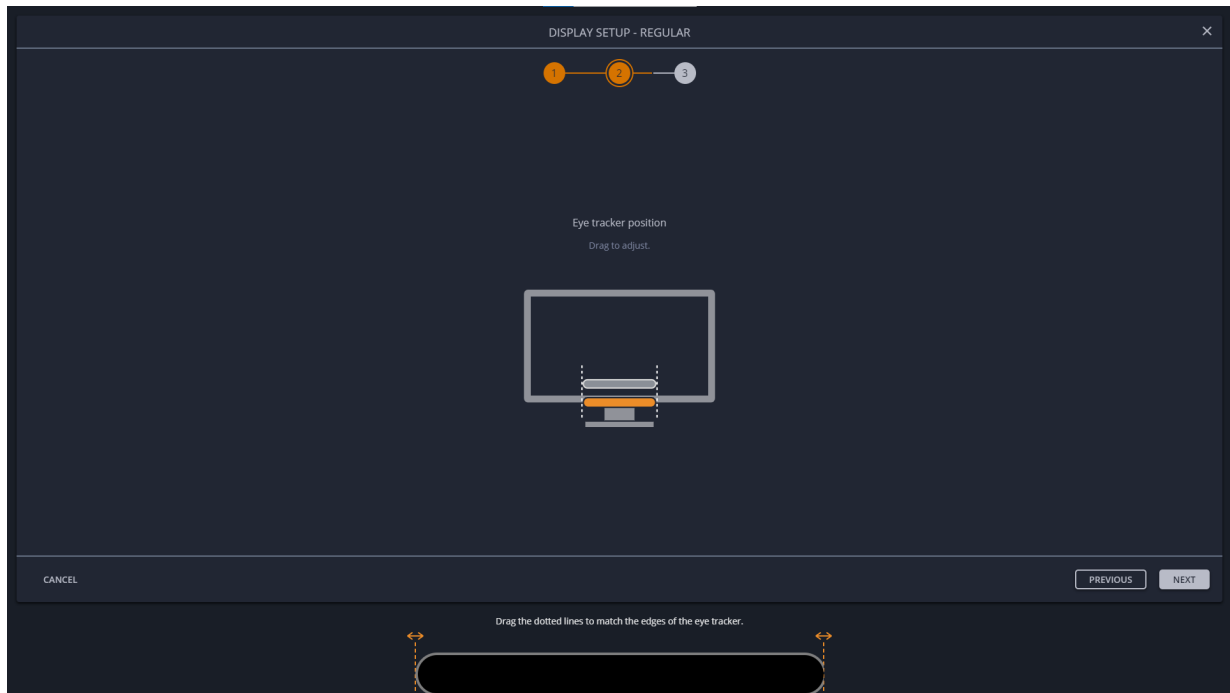 DISPLAY SETUP - REGULAR
1 2 3
Eye tracker position
Drag to adjust.
CANCEL
PREVIOUS NEXT
Drag the dotted lines to match the edges of the eye tracker.